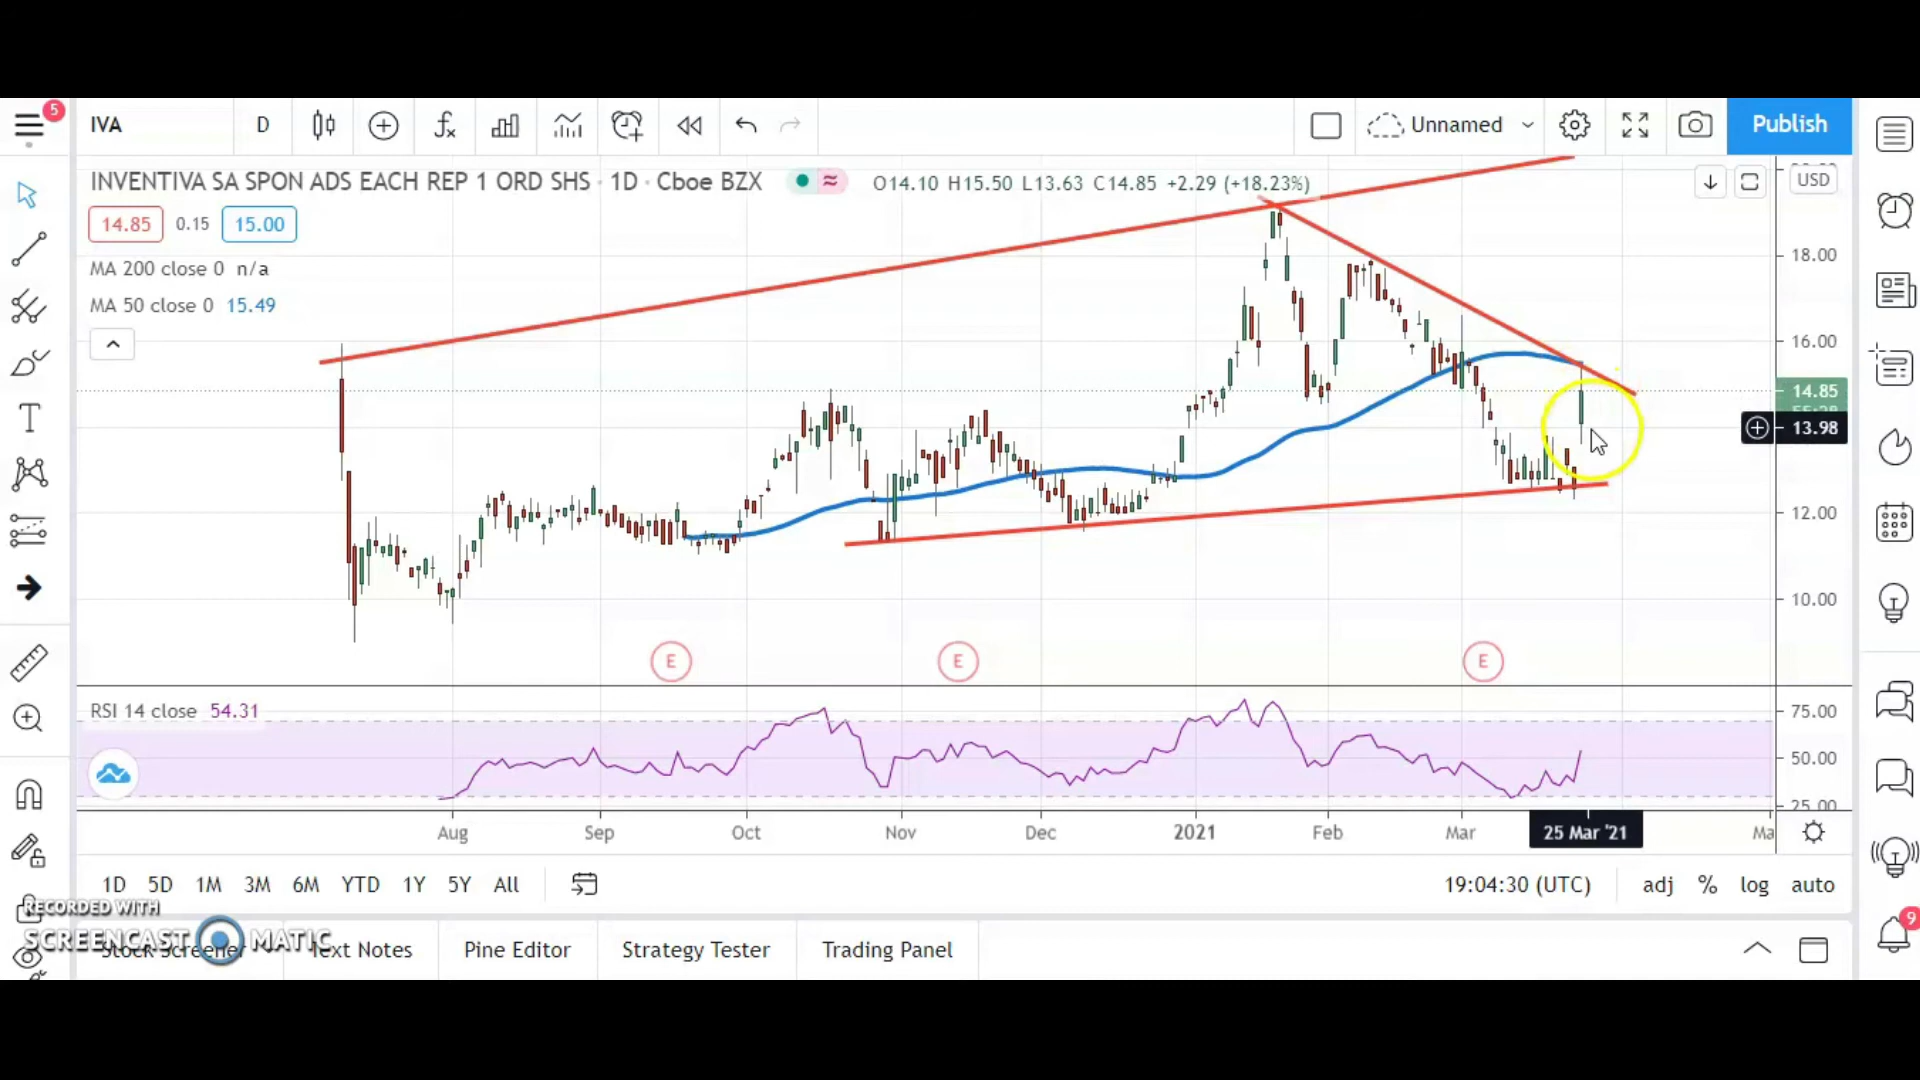 5
IVA D Unnamed Publish
INVENTIVA SA SPON ADS EACH REP 1 ORD SHS · 1D · Cboe BZX O14.10 H15.50 L13.63 C14.85 +2.29 (+18.23%) USD
14.85 0.15 15.00
MA 200 close 0 n/a
MA 50 close 0 15.49
18.00
16.00
14.85
13.98
12.00
10.00
E E E
RSI 14 close 54.31
75.00
50.00
25.00
Aug Sep Oct Nov Dec 2021 Feb Mar 25 Mar '21 Ma
1D 5D 1M 3M 6M YTD 1Y 5Y All 19:04:30 (UTC) adj % log auto
RECORDED WITH
SCREENCAST MATIC
Stock Screener Text Notes Pine Editor Strategy Tester Trading Panel
9